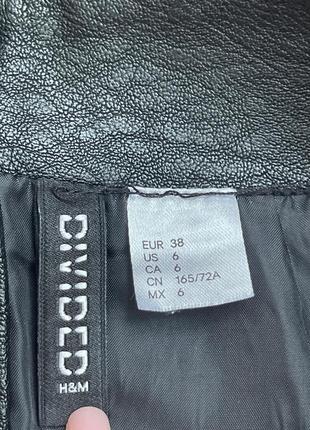 DIVIDED
H&M
EUR 38
US 6
CA 6
CN 165/72A
MX 6